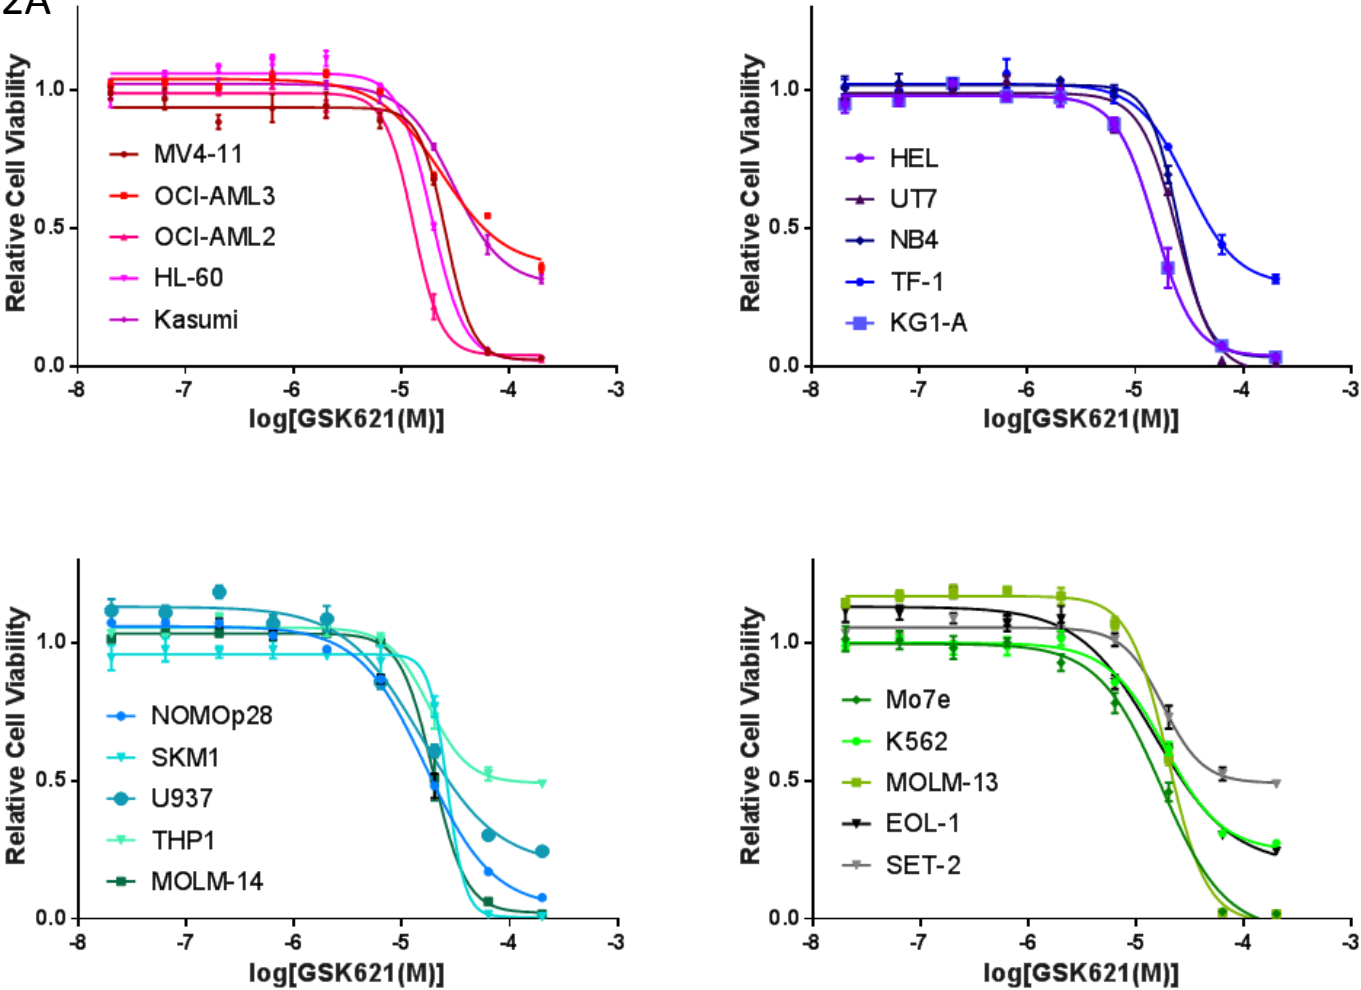 2A
Relative Cell Viability
1.0
0.5
0.0
MV4-11
OCI-AML3
OCI-AML2
HL-60
Kasumi
-8 -7 -6 -5 -4 -3
log[GSK621(M)]
Relative Cell Viability
1.0
0.5
0.0
HEL
UT7
NB4
TF-1
KG1-A
-8 -7 -6 -5 -4 -3
log[GSK621(M)]
Relative Cell Viability
1.0
0.5
0.0
NOMOp28
SKM1
U937
THP1
MOLM-14
-8 -7 -6 -5 -4 -3
log[GSK621(M)]
Relative Cell Viability
1.0
0.5
0.0
Mo7e
K562
MOLM-13
EOL-1
SET-2
-8 -7 -6 -5 -4 -3
log[GSK621(M)]